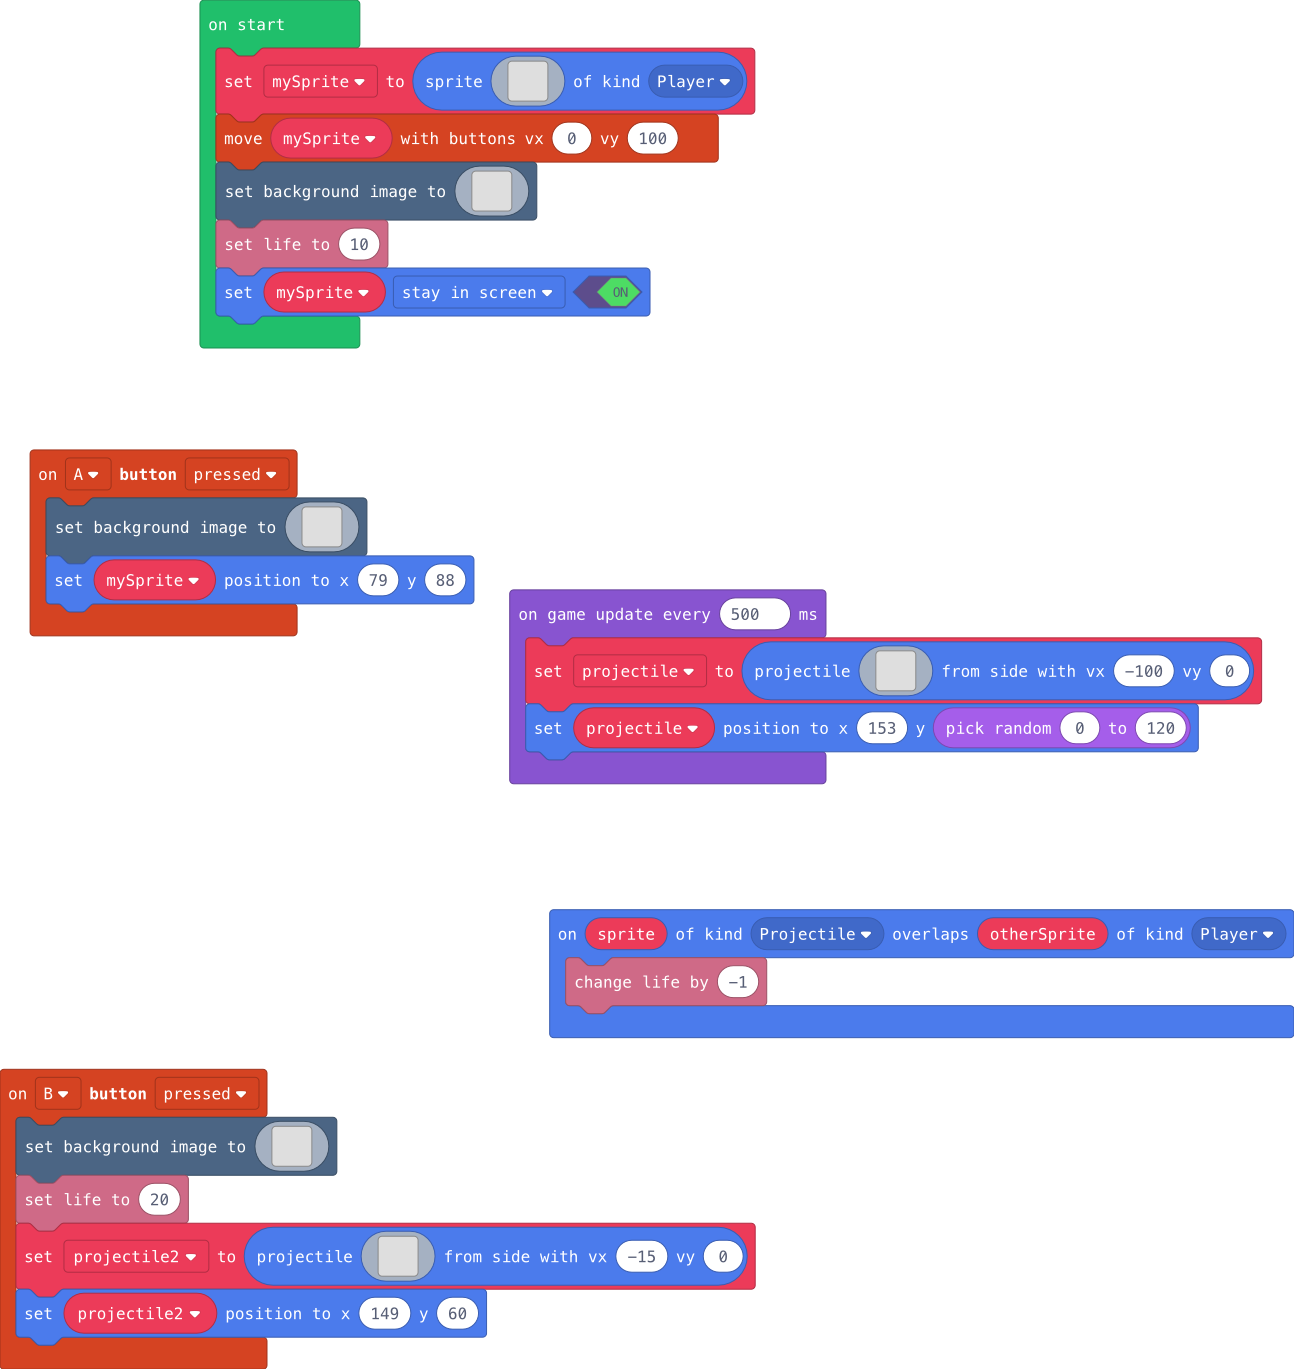 on start
set mySprite to sprite of kind Player
move mySprite with buttons vx 0 vy 100
set background image to
set life to 10
set mySprite stay in screen ON
on A button pressed
set background image to
set mySprite position to x 79 y 88
on game update every 500 ms
set projectile to projectile from side with vx -100 vy 0
set projectile position to x 153 y pick random 0 to 120
on sprite of kind Projectile overlaps otherSprite of kind Player
change life by -1
on B button pressed
set background image to
set life to 20
set projectile2 to projectile from side with vx -15 vy 0
set projectile2 position to x 149 y 60